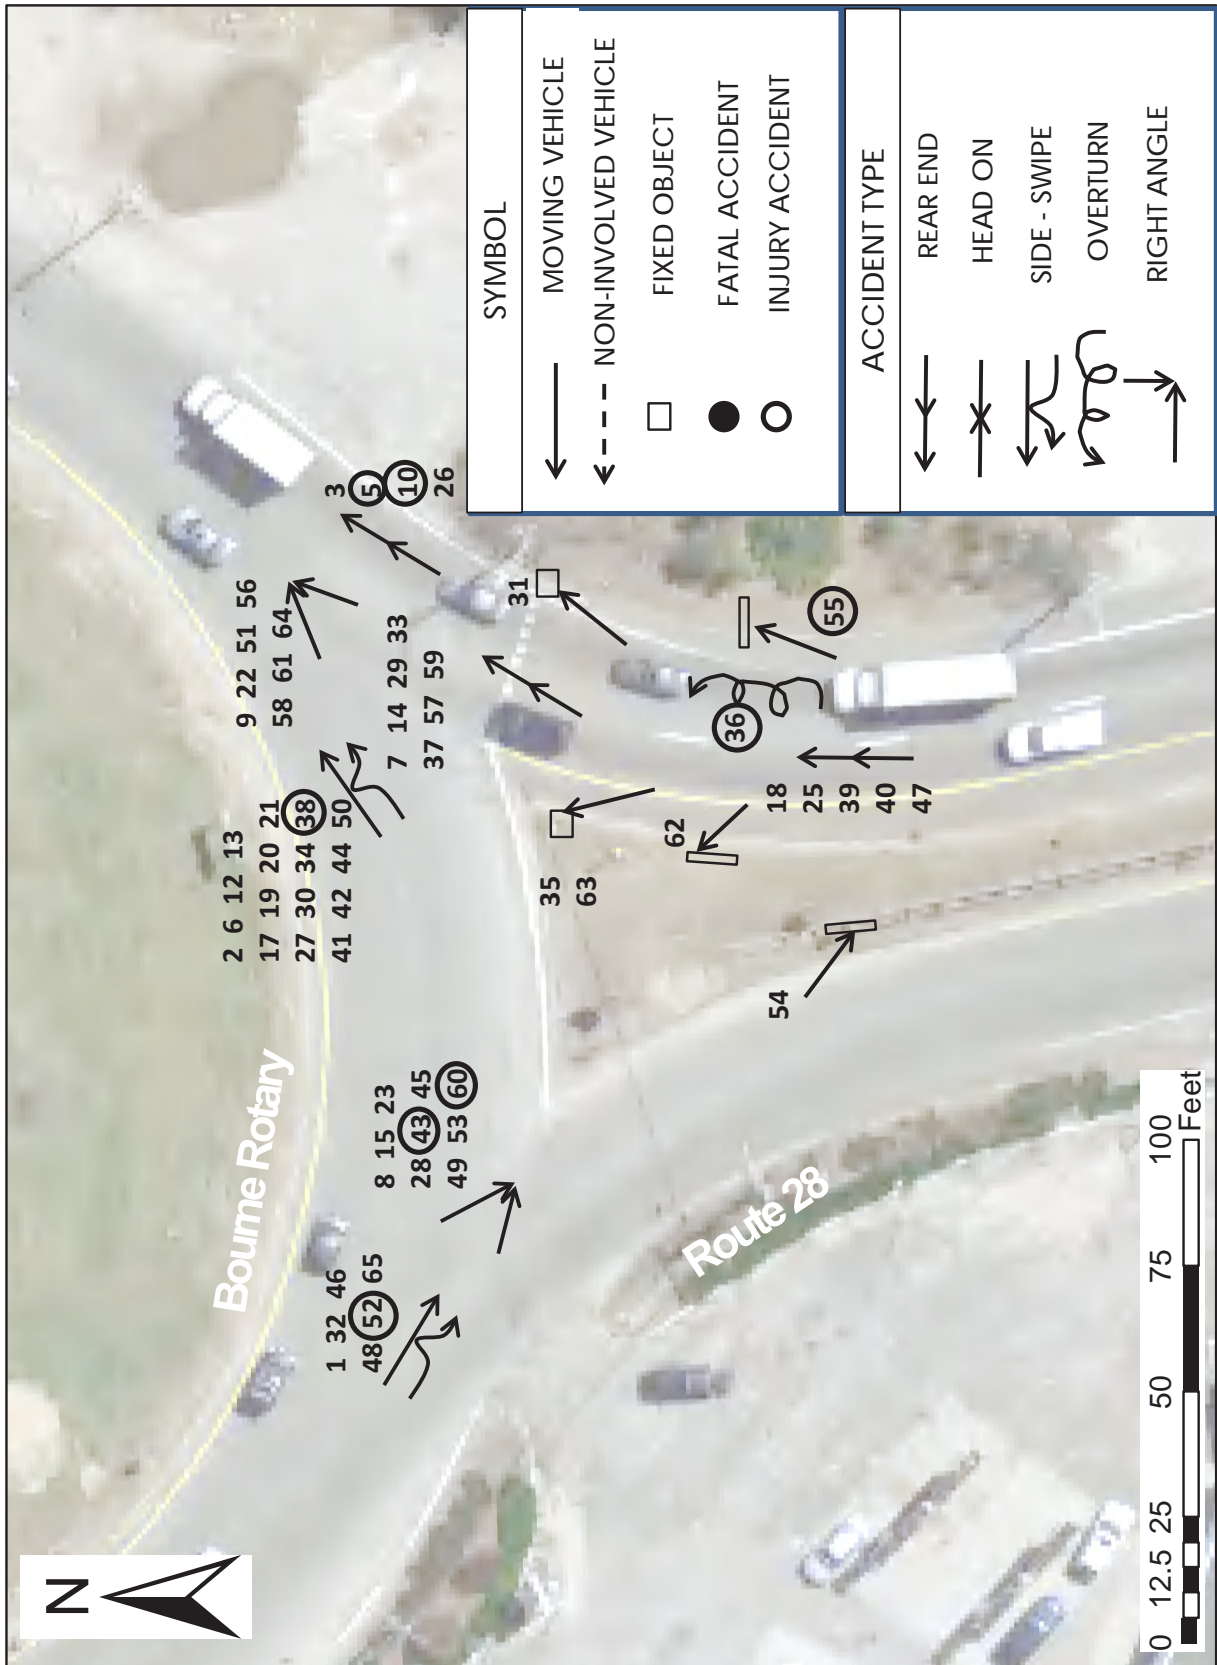 N
Bourne Rotary
Route 28
1 32 46
48 52 65
8 15 23
28 43 45
49 53 60
2 6 12 13
17 19 20 21
27 30 34 38
41 42 44 50
9 22 51 56
58 61 64
7 14 29 33
37 57 59
3
5
10
26
31
35
63
62
54
36
55
18
25
39
40
47
SYMBOL
MOVING VEHICLE
NON-INVOLVED VEHICLE
FIXED OBJECT
FATAL ACCIDENT
INJURY ACCIDENT
ACCIDENT TYPE
REAR END
HEAD ON
SIDE - SWIPE
OVERTURN
RIGHT ANGLE
0 12.5 25 50 75 100
Feet